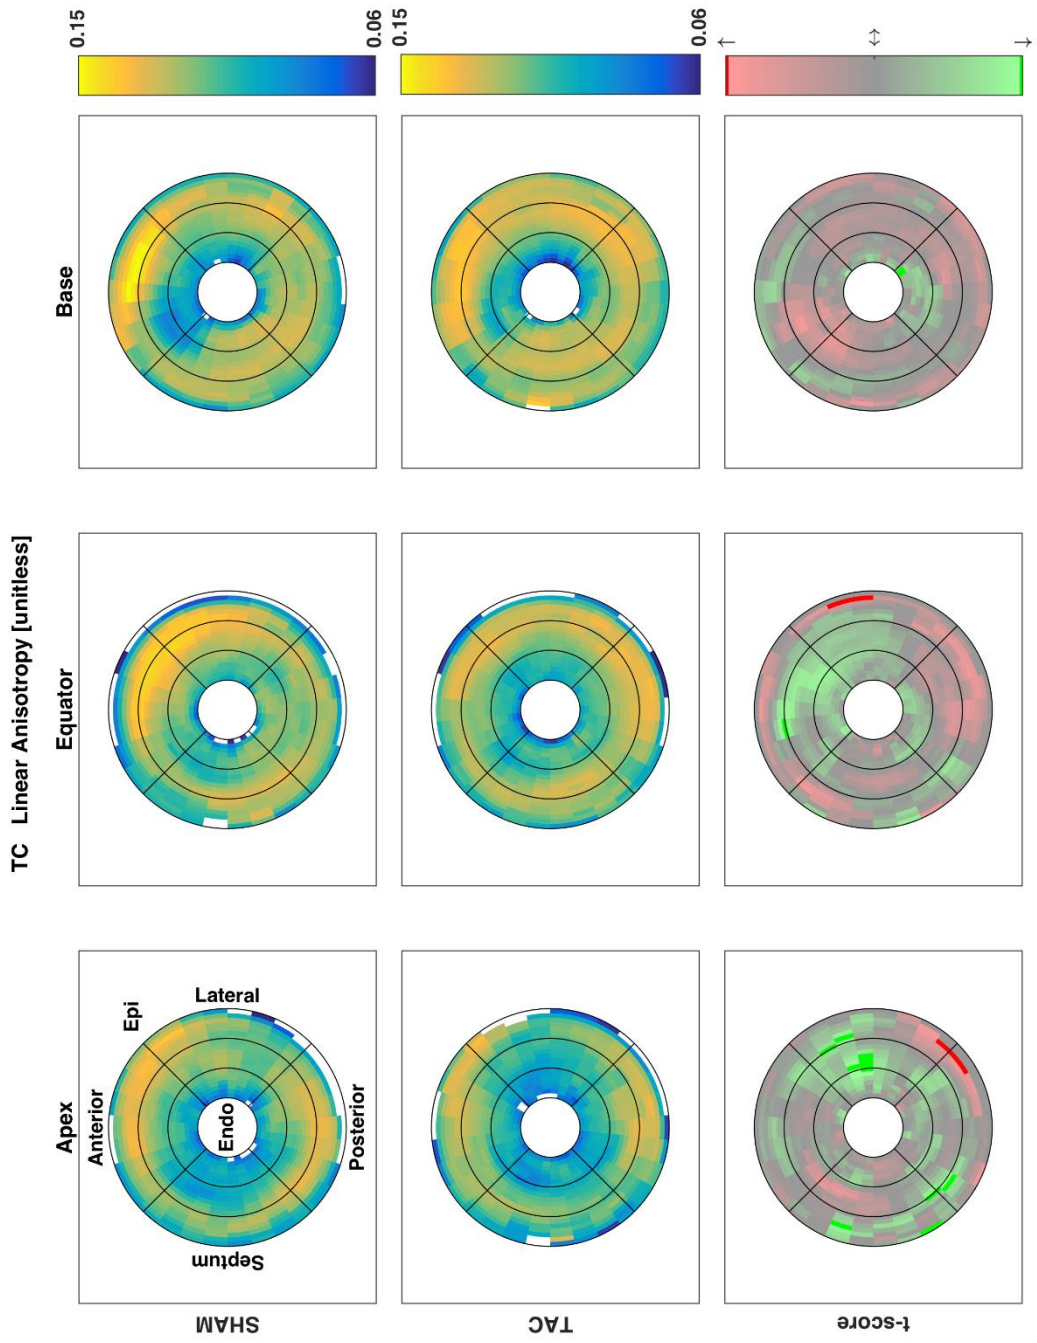 TC Linear Anisotropy [unitless]
Apex
Equator
Base
SHAM
Anterior
Epi
Lateral
Endo
Septum
Posterior
0.15
0.06
TAC
0.15
0.06
t-score
↑
↔
↓